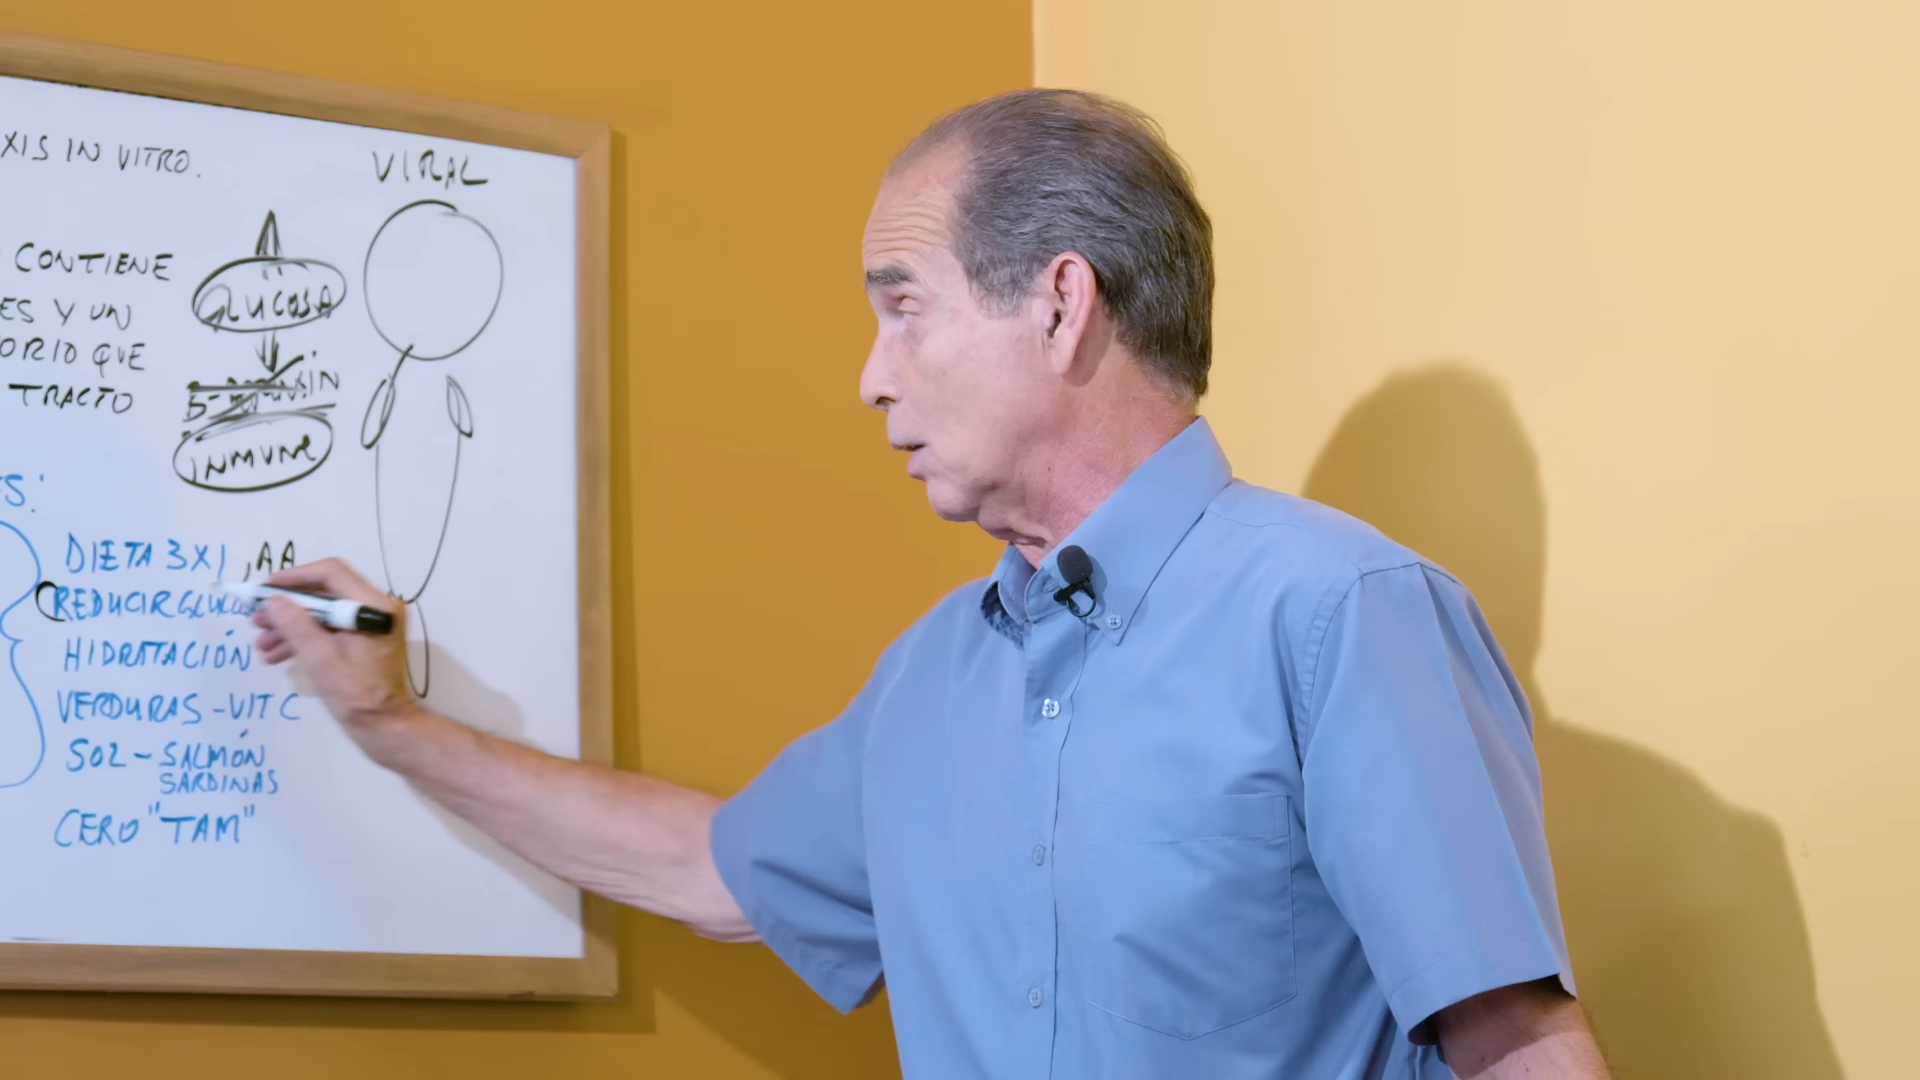 XIS IN VITRO.
VIRAL
CONTIENE
ES Y UN
ORIO QUE
TRACTO
GLUCOSA
INMUNE
S:
DIETA 3X1, AA
REDUCIR GLUCOS
HIDRATACIÓN
VERDURAS - VIT C
SOL - SALMÓN
SARDINAS
CERO "TAM"